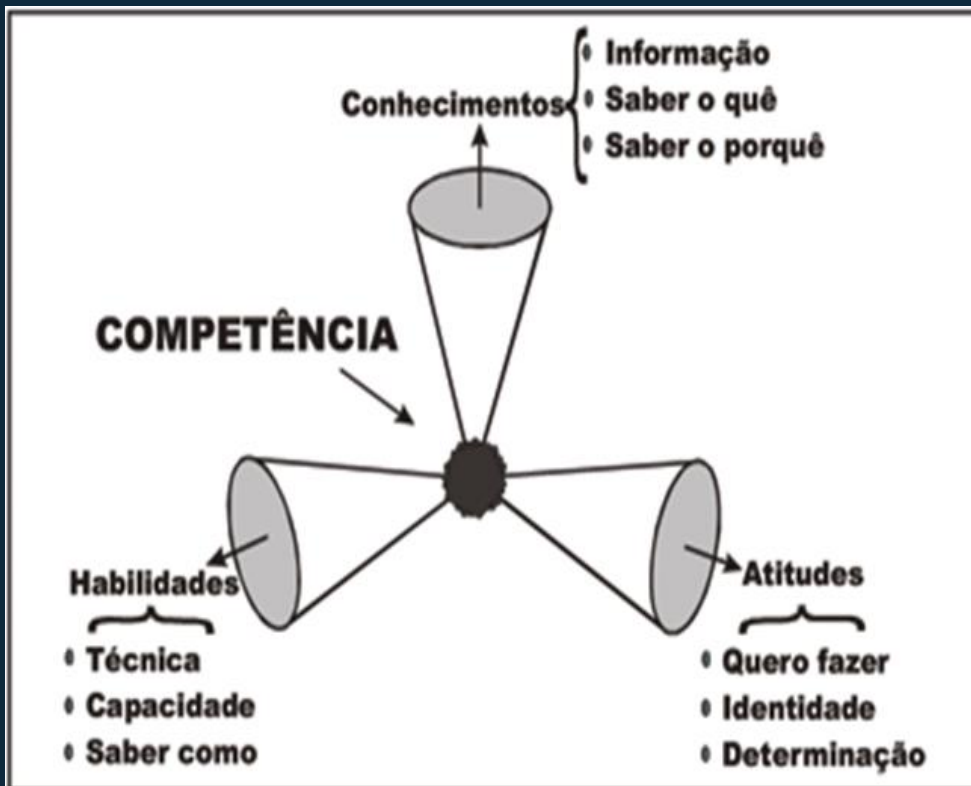 Conhecimentos
• Informação
• Saber o quê
• Saber o porquê
COMPETÊNCIA
Habilidades
• Técnica
• Capacidade
• Saber como
Atitudes
• Quero fazer
• Identidade
• Determinação